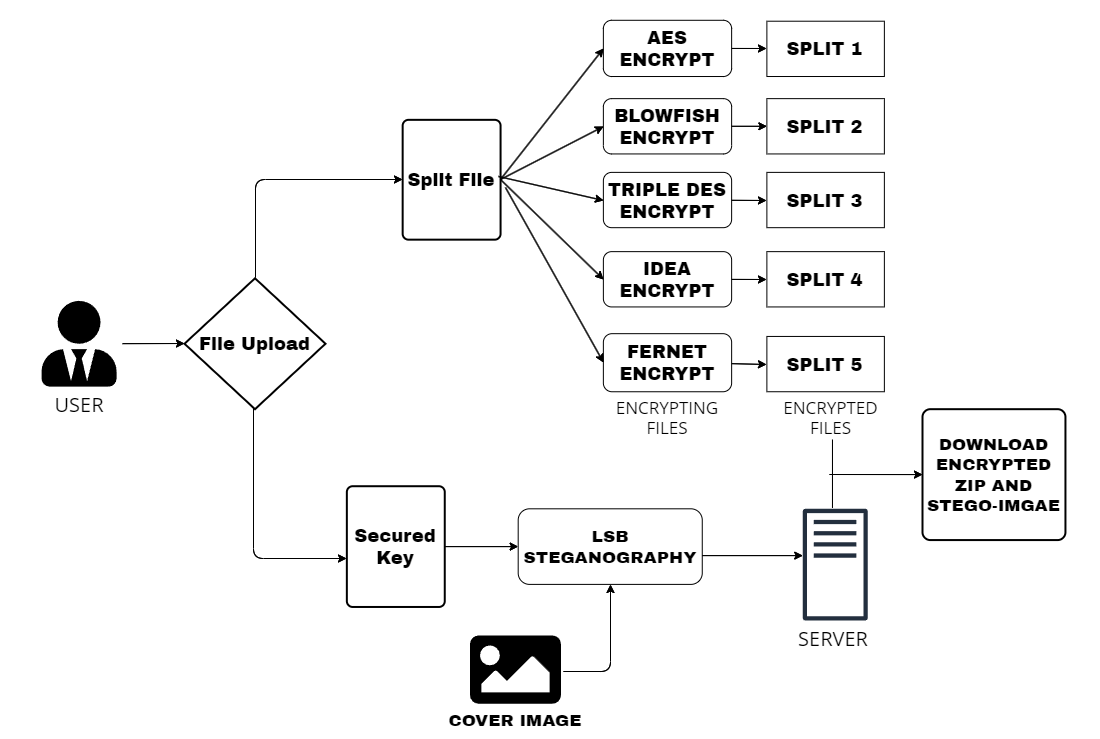 AES
ENCRYPT
SPLIT 1
BLOWFISH
ENCRYPT
SPLIT 2
Split File
TRIPLE DES
ENCRYPT
SPLIT 3
IDEA
ENCRYPT
SPLIT 4
File Upload
USER
FERNET
ENCRYPT
SPLIT 5
ENCRYPTING
FILES
ENCRYPTED
FILES
DOWNLOAD
ENCRYPTED
ZIP AND
STEGO-IMGAE
Secured
Key
LSB
STEGANOGRAPHY
SERVER
COVER IMAGE